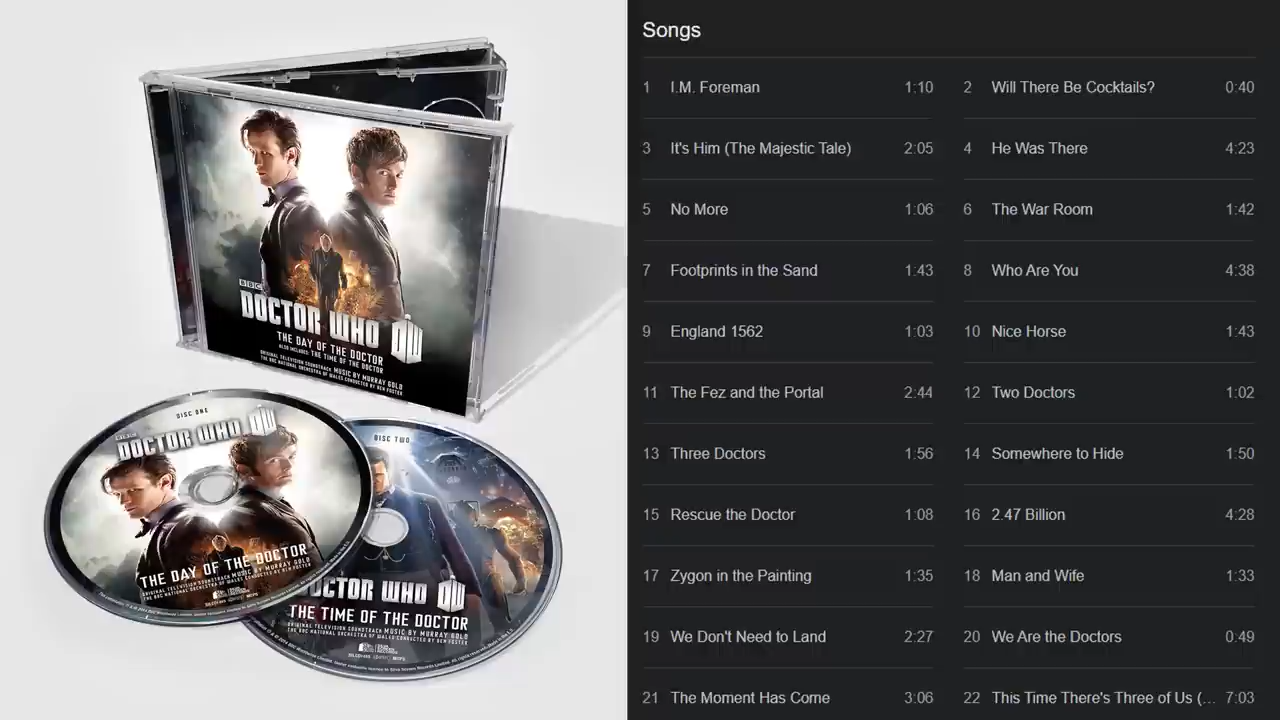 BBC
DOCTOR WHO DW
THE DAY OF THE DOCTOR
ALSO INCLUDES: THE TIME OF THE DOCTOR
ORIGINAL TELEVISION SOUNDTRACK MUSIC BY MURRAY GOLD
THE BBC NATIONAL ORCHESTRA OF WALES CONDUCTED BY BEN FOSTER
DISC ONE
BBC
DOCTOR WHO DW
THE DAY OF THE DOCTOR
ORIGINAL TELEVISION SOUNDTRACK MUSIC BY MURRAY GOLD
THE BBC NATIONAL ORCHESTRA OF WALES CONDUCTED BY BEN FOSTER
DISC TWO
OCTOR WHO DW
THE TIME OF THE DOCTOR
ORIGINAL TELEVISION SOUNDTRACK MUSIC BY MURRAY GOLD
THE BBC NATIONAL ORCHESTRA OF WALES CONDUCTED BY BEN FOSTER
Songs
1 I.M. Foreman 1:10 2 Will There Be Cocktails? 0:40
3 It's Him (The Majestic Tale) 2:05 4 He Was There 4:23
5 No More 1:06 6 The War Room 1:42
7 Footprints in the Sand 1:43 8 Who Are You 4:38
9 England 1562 1:03 10 Nice Horse 1:43
11 The Fez and the Portal 2:44 12 Two Doctors 1:02
13 Three Doctors 1:56 14 Somewhere to Hide 1:50
15 Rescue the Doctor 1:08 16 2.47 Billion 4:28
17 Zygon in the Painting 1:35 18 Man and Wife 1:33
19 We Don't Need to Land 2:27 20 We Are the Doctors 0:49
21 The Moment Has Come 3:06 22 This Time There's Three of Us (... 7:03